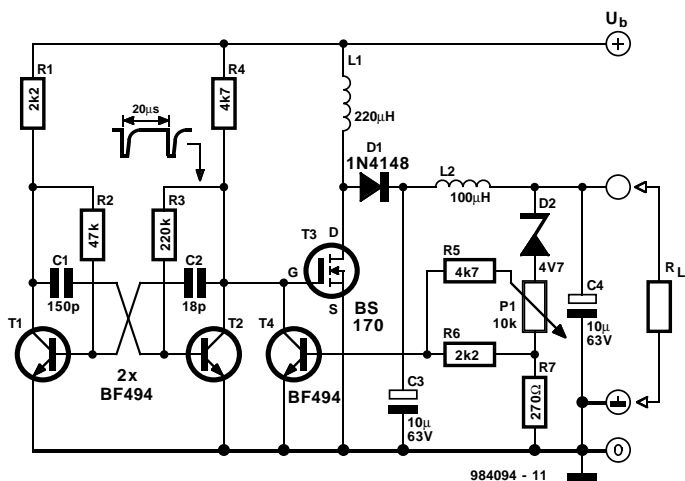 Ub
R1
2k2
R4
4k7
L1
220µH
20µs
D1
1N4148
L2
100µH
R2
47k
R3
220k
D2
4V7
T3
D
G
S
BS
170
R5
4k7
P1
10k
C4
10µ
63V
RL
C1
150p
C2
18p
T1
T2
T4
R6
2k2
R7
270Ω
2x
BF494
BF494
C3
10µ
63V
0
984094 - 11